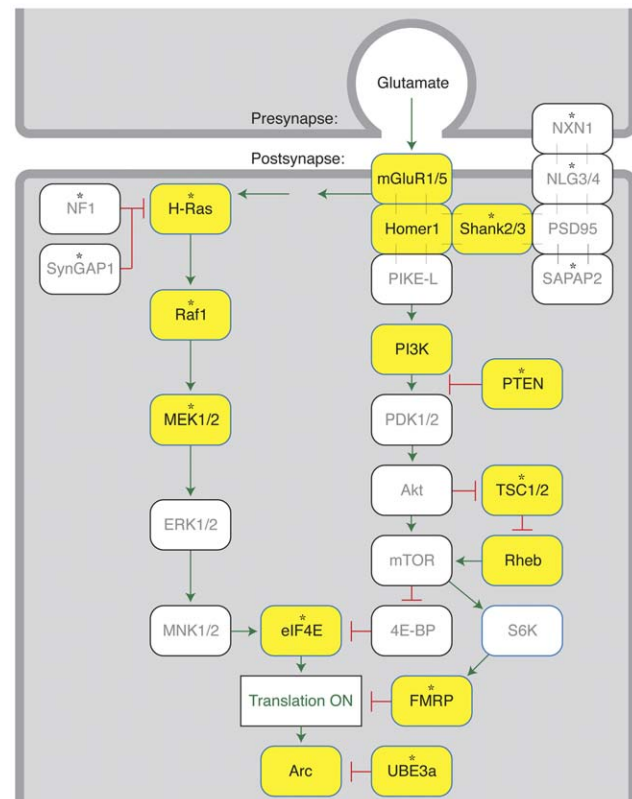 Glutamate
Presynapse:
*
NXN1
Postsynapse:
mGluR1/5
*
NLG3/4
*
NF1
*
H-Ras
Homer1
*
Shank2/3
PSD95
*
SynGAP1
PIKE-L
*
SAPAP2
*
Raf1
PI3K
*
PTEN
*
MEK1/2
PDK1/2
Akt
*
TSC1/2
ERK1/2
mTOR
Rheb
MNK1/2
*
eIF4E
4E-BP
S6K
Translation ON
*
FMRP
Arc
*
UBE3a